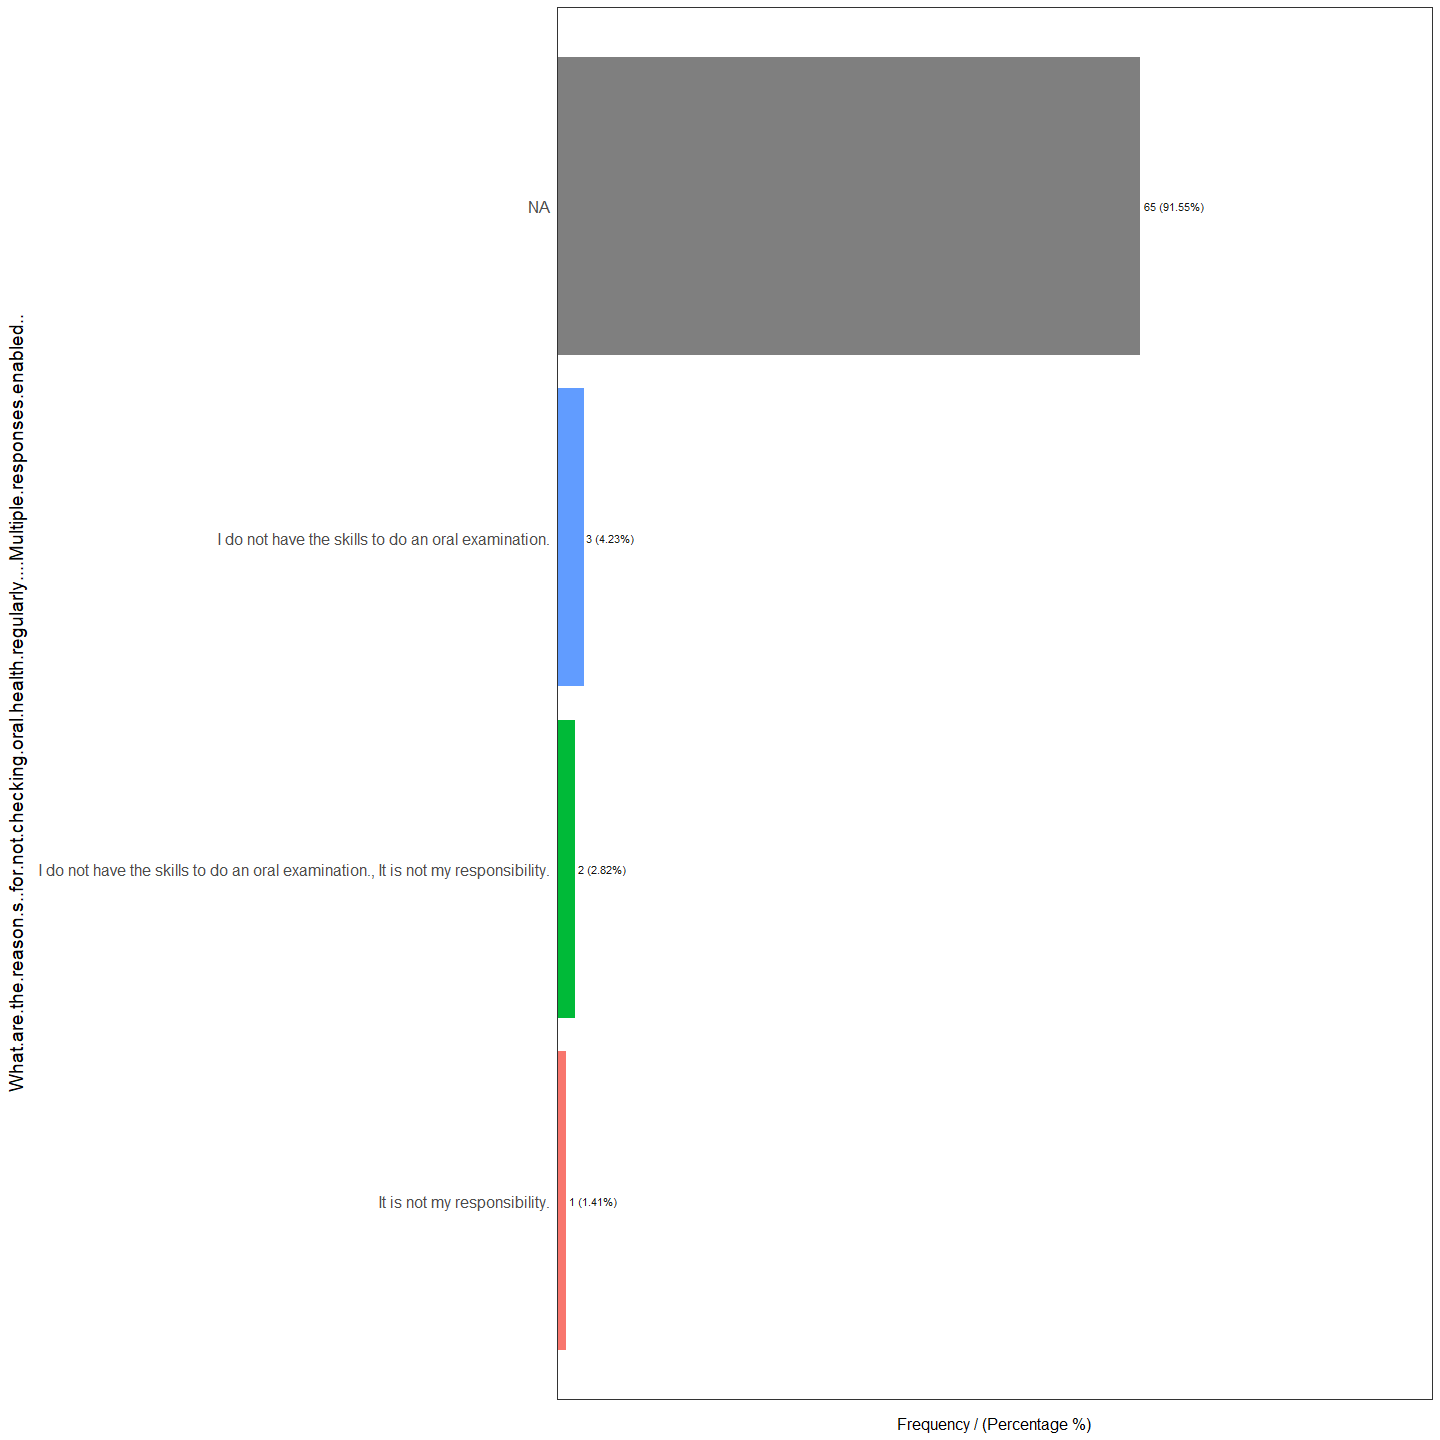 What.are.the.reason.s..for.not.checking.oral.health.regularly....Multiple.responses.enabled..
NA
65 (91.55%)
I do not have the skills to do an oral examination.
3 (4.23%)
I do not have the skills to do an oral examination., It is not my responsibility.
2 (2.82%)
It is not my responsibility.
1 (1.41%)
Frequency / (Percentage %)